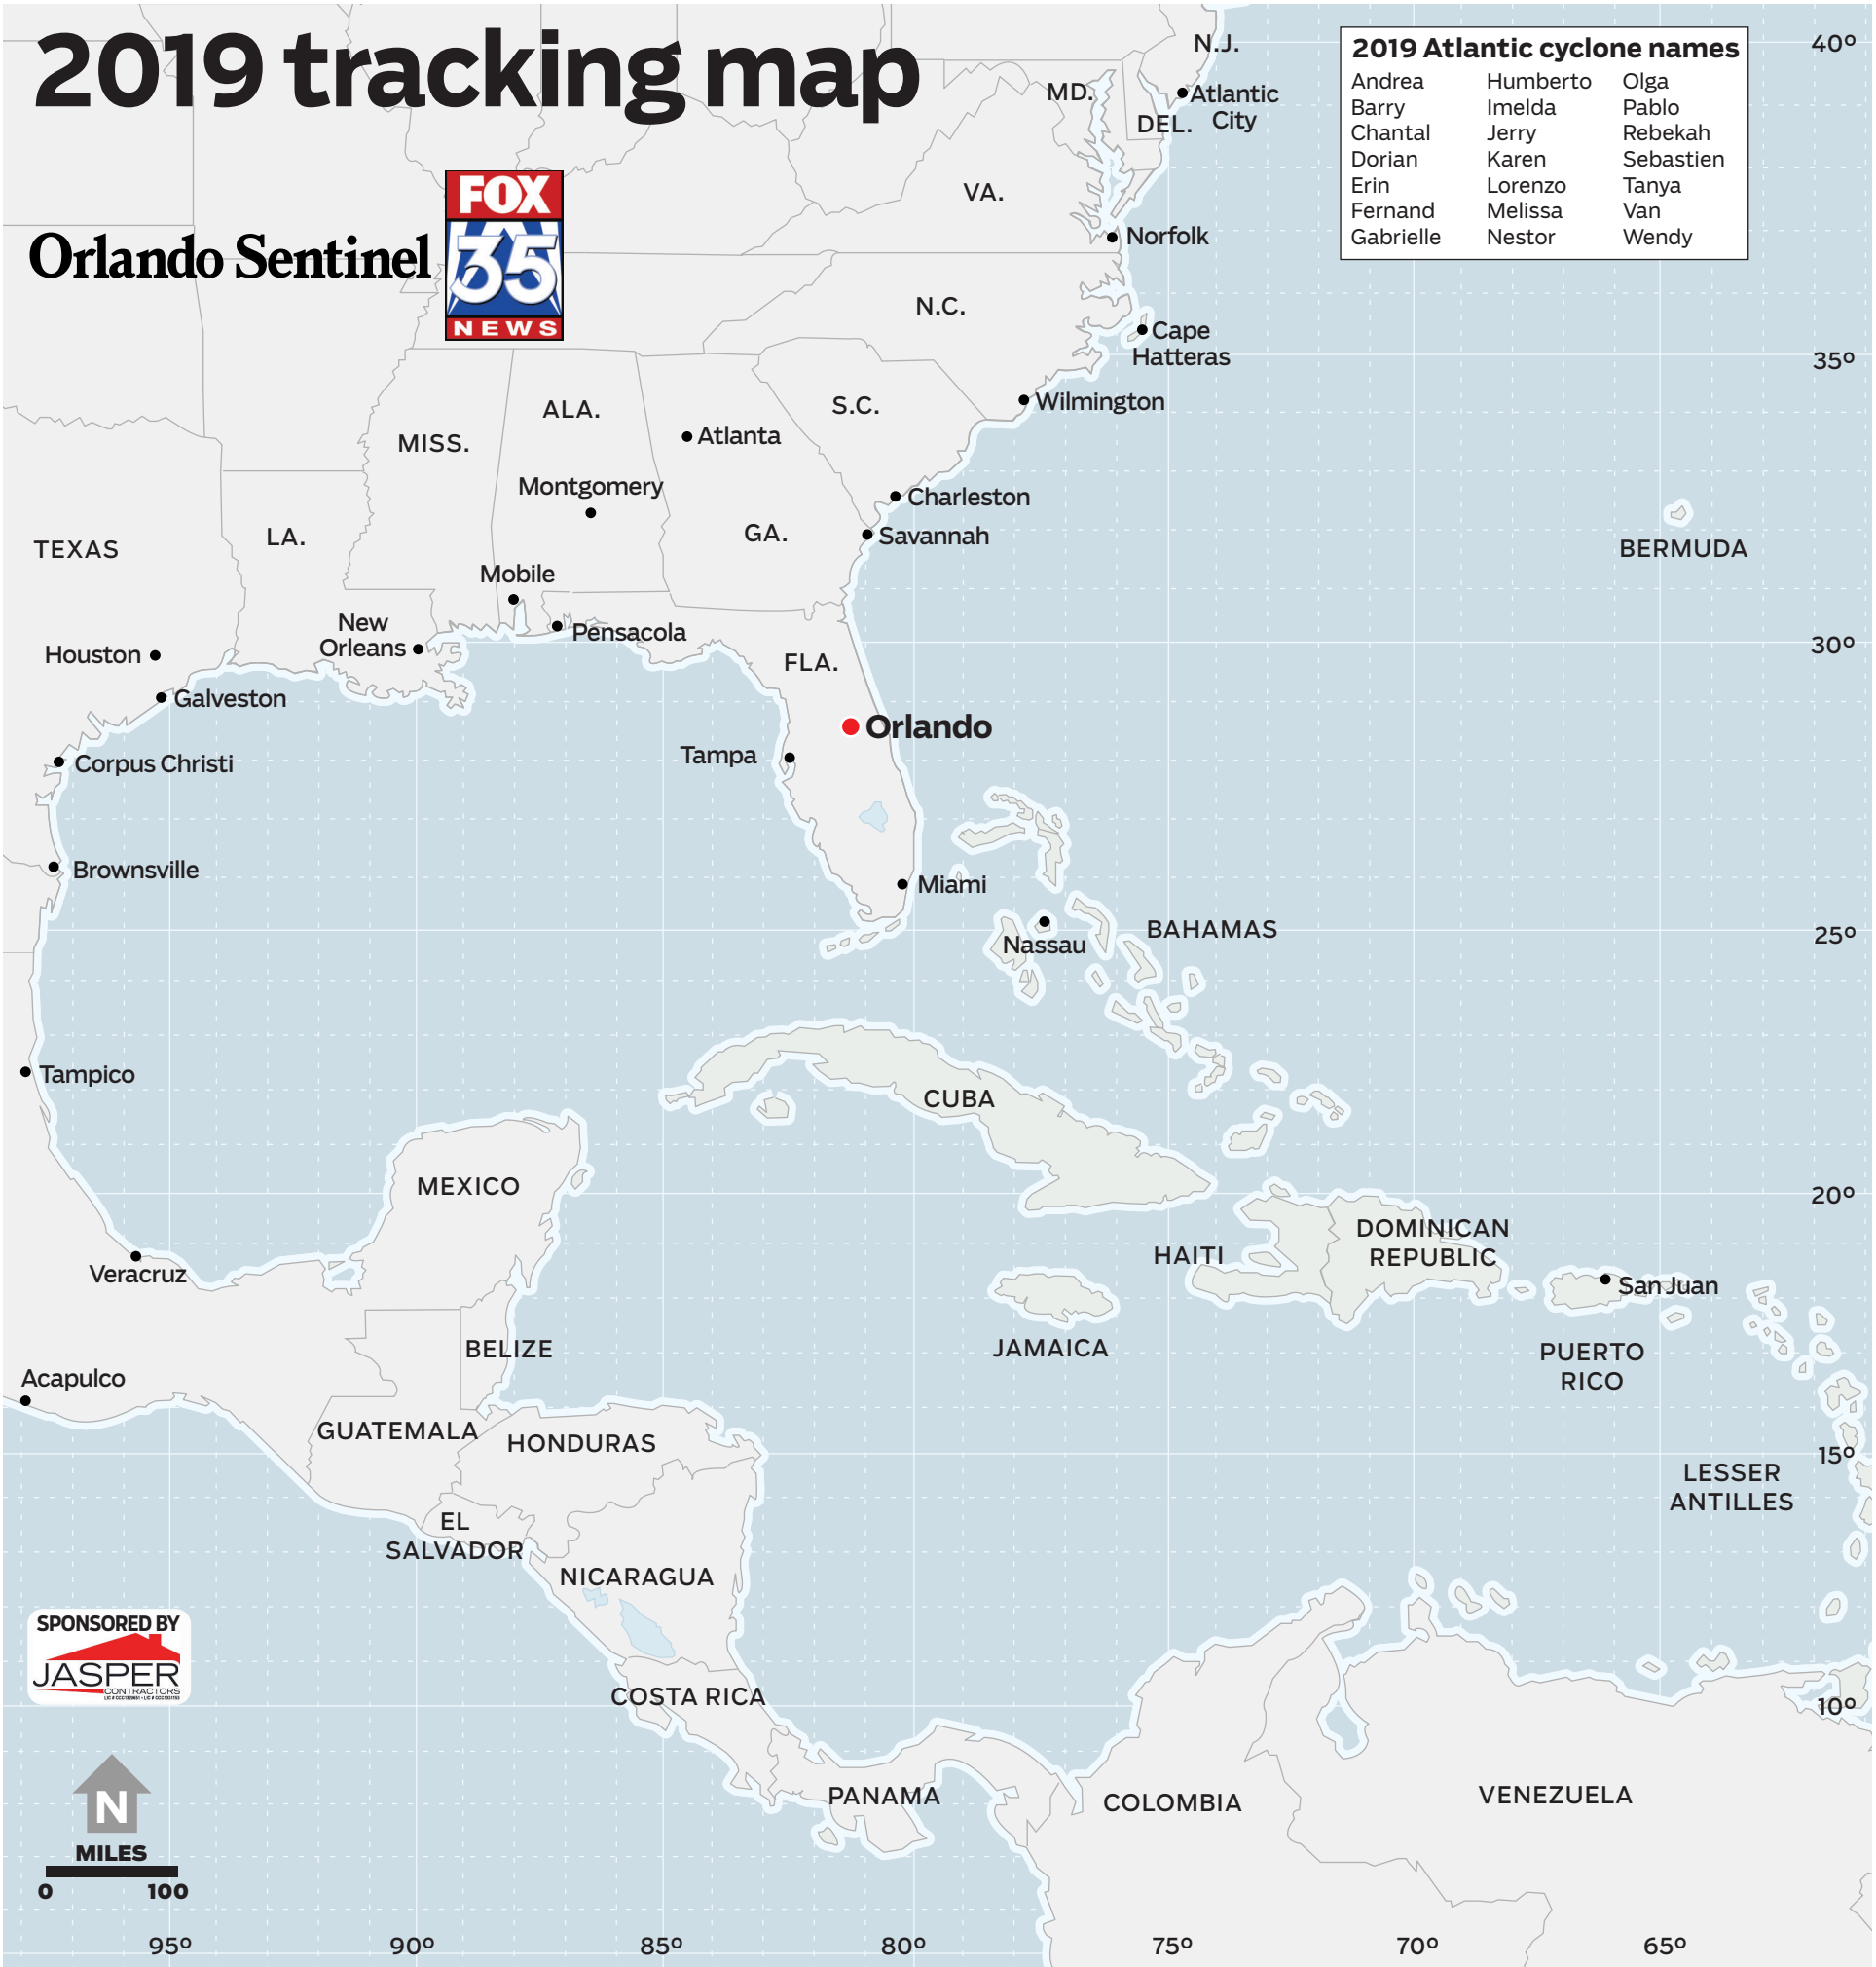 2019 tracking map
Orlando Sentinel
FOX
35
NEWS
2019 Atlantic cyclone names
Andrea
Barry
Chantal
Dorian
Erin
Fernand
Gabrielle
Humberto
Imelda
Jerry
Karen
Lorenzo
Melissa
Nestor
Olga
Pablo
Rebekah
Sebastien
Tanya
Van
Wendy
N.J.
MD.
Atlantic
City
DEL.
VA.
Norfolk
N.C.
Cape
Hatteras
Wilmington
S.C.
ALA.
MISS.
Atlanta
Montgomery
Charleston
GA.
Savannah
LA.
TEXAS
BERMUDA
Mobile
New
Orleans
Pensacola
Houston
FLA.
Galveston
Orlando
Tampa
Corpus Christi
Brownsville
Miami
BAHAMAS
Nassau
Tampico
CUBA
MEXICO
Veracruz
HAITI
DOMINICAN
REPUBLIC
San Juan
JAMAICA
PUERTO
RICO
BELIZE
Acapulco
GUATEMALA
HONDURAS
LESSER
ANTILLES
EL
SALVADOR
NICARAGUA
COSTA RICA
PANAMA
COLOMBIA
VENEZUELA
40º
35º
30º
25º
20º
15º
10º
SPONSORED BY
JASPER
CONTRACTORS
N
MILES
0 100
95º 90º 85º 80º 75º 70º 65º